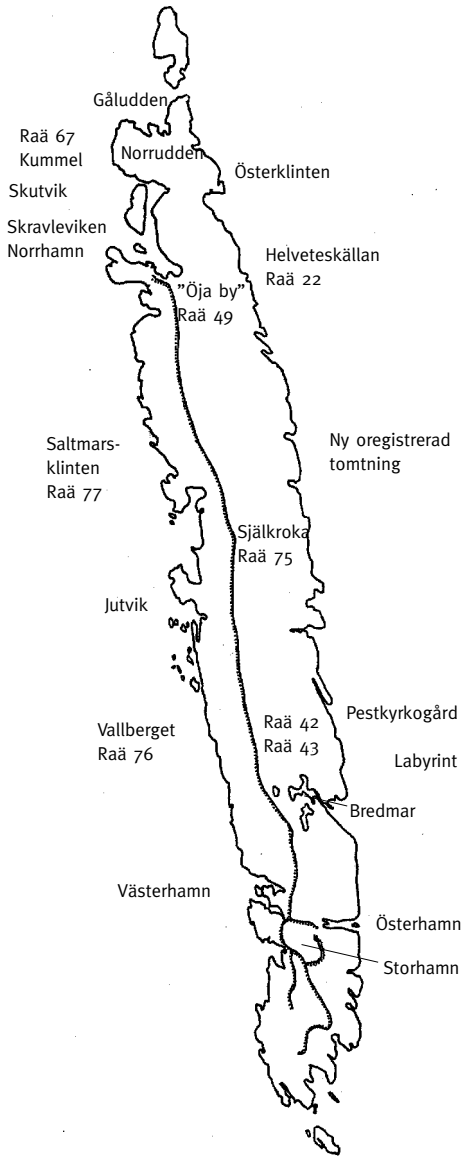 Gåludden
Raä 67
Kummel
Norrudden
Österklinten
Skutvik
Skravleviken
Norrhamn
Helveteskällan
Raä 22
”Öja by”
Raä 49
Saltmars-
klinten
Raä 77
Ny oregistrerad
tomtning
Själkroka
Raä 75
Jutvik
Pestkyrkogård
Raä 42
Raä 43
Vallberget
Raä 76
Labyrint
Bredmar
Västerhamn
Österhamn
Storhamn